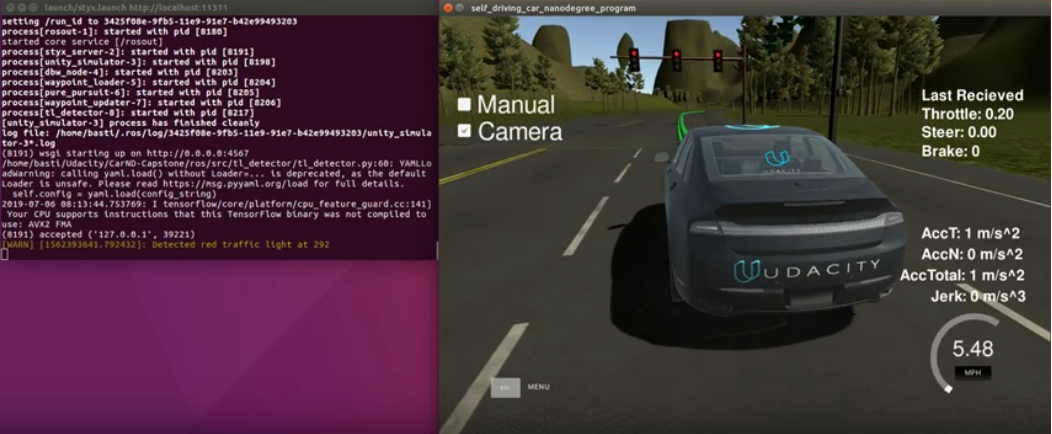 launch/styx.launch http://localhost:11311
setting /run_id to 3425f08e-9fb5-11e9-91e7-b42e99493203
process[rosout-1]: started with pid [8180]
started core service [/rosout]
process[styx_server-2]: started with pid [8191]
process[unity_simulator-3]: started with pid [8198]
process[dbw_node-4]: started with pid [8203]
process[waypoint_loader-5]: started with pid [8204]
process[pure_pursuit-6]: started with pid [8205]
process[waypoint_updater-7]: started with pid [8206]
process[tl_detector-8]: started with pid [8217]
[unity_simulator-3] process has finished cleanly
log file: /home/basti/.ros/log/3425f08e-9fb5-11e9-91e7-b42e99493203/unity_simula
tor-3*.log
(8191) wsgi starting up on http://0.0.0.0:4567
/home/basti/Udacity/CarND-Capstone/ros/src/tl_detector/tl_detector.py:60: YAMLLo
adWarning: calling yaml.load() without Loader=... is deprecated, as the default
Loader is unsafe. Please read https://msg.pyyaml.org/load for full details.
self.config = yaml.load(config_string)
2019-07-06 08:13:44.753769: I tensorflow/core/platform/cpu_feature_guard.cc:141]
Your CPU supports instructions that this TensorFlow binary was not compiled to
use: AVX2 FMA
(8191) accepted ('127.0.0.1', 39221)
[WARN] [1562393641.792432]: Detected red traffic light at 292
self_driving_car_nanodegree_program
Manual
Camera
Last Recieved
Throttle: 0.20
Steer: 0.00
Brake: 0
UDACITY
UDACITY
AccT: 1 m/s^2
AccN: 0 m/s^2
AccTotal: 1 m/s^2
Jerk: 0 m/s^3
5.48
MPH
MENU